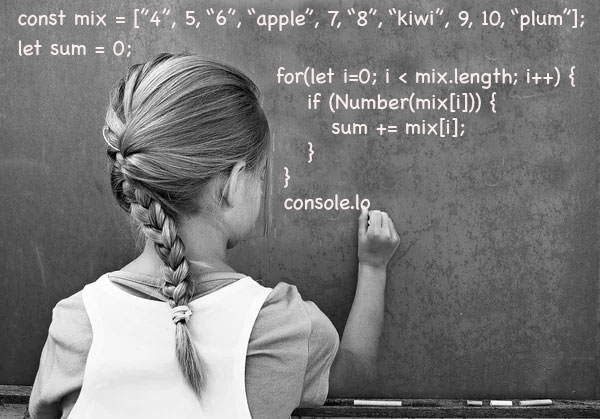 const mix = ["4", 5, "6", "apple", 7, "8", "kiwi", 9, 10, "plum"];
let sum = 0;
for(let i=0; i < mix.length; i++) {
if (Number(mix[i])) {
sum += mix[i];
}
}
console.lo